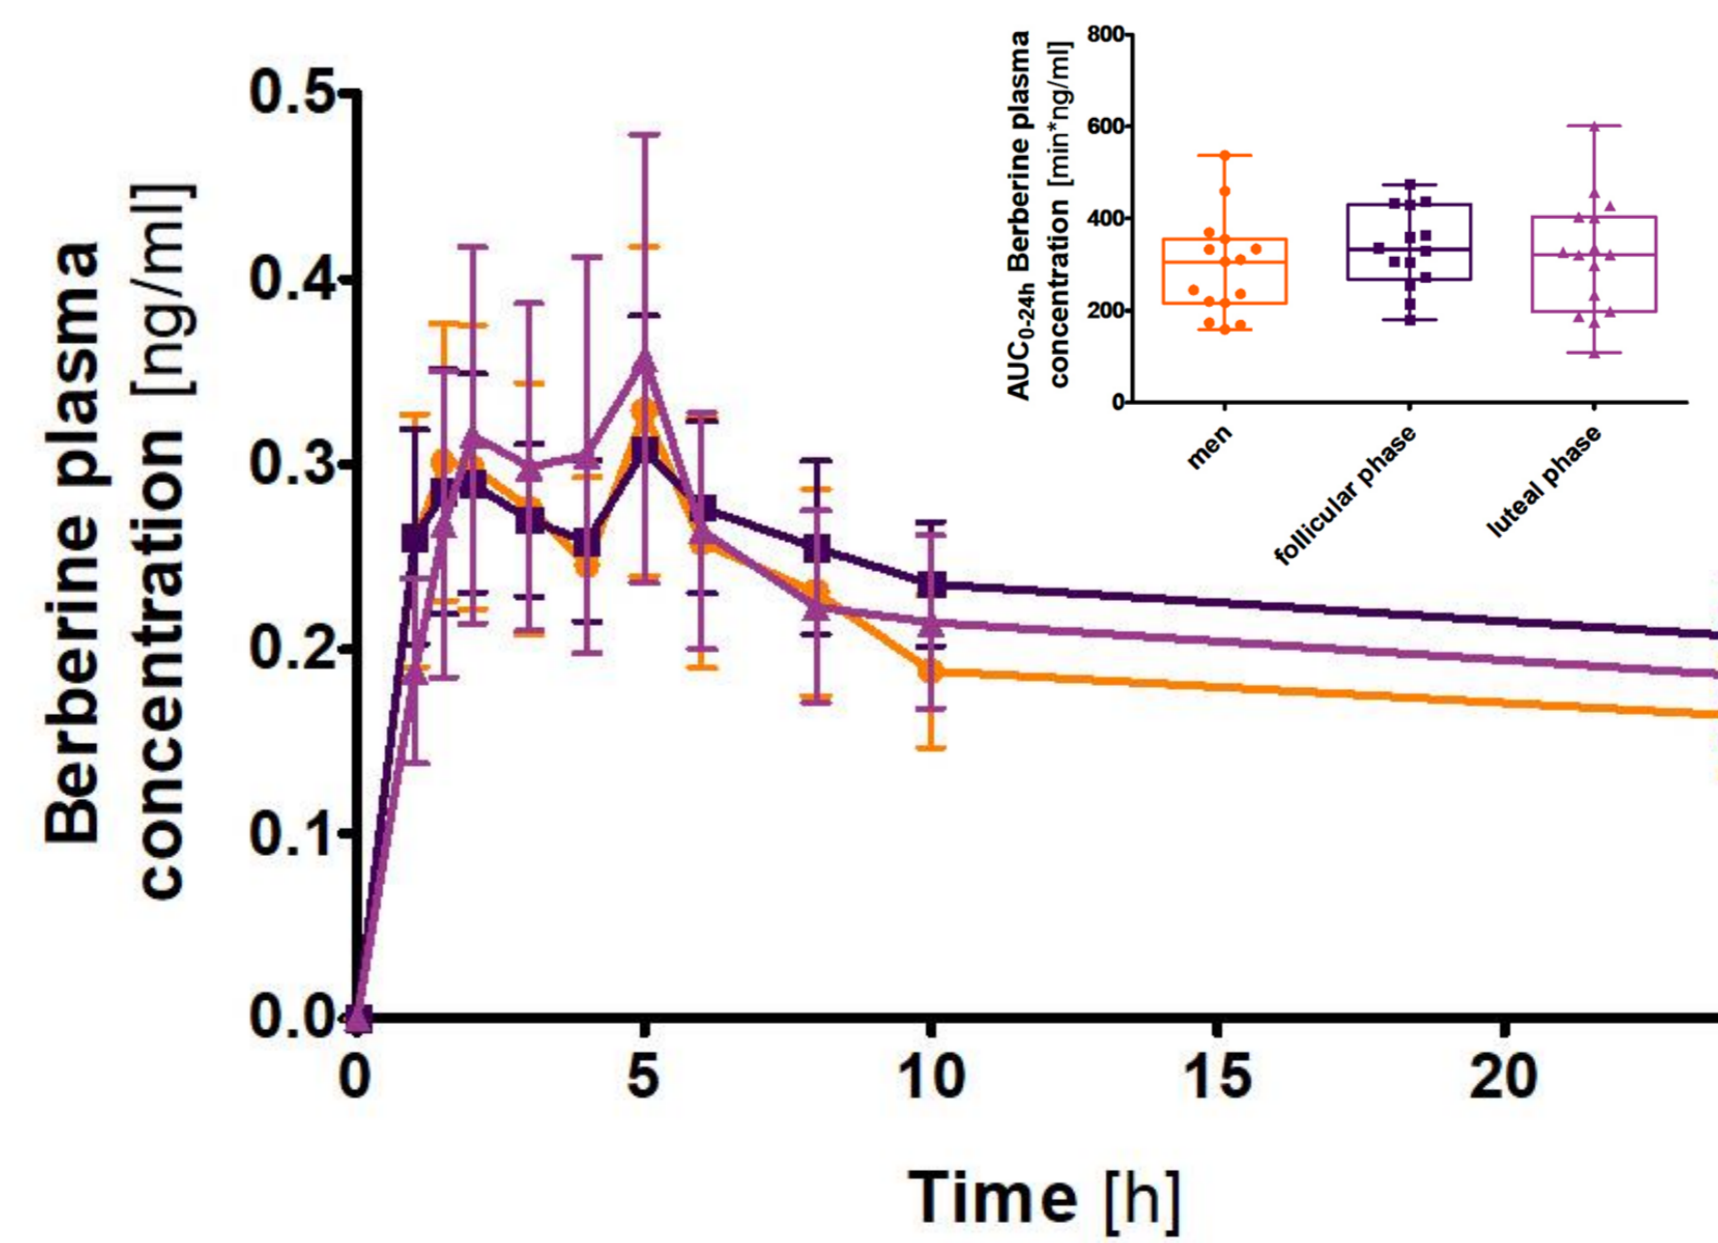 Berberine plasma
concentration [ng/ml]
0.5
0.4
0.3
0.2
0.1
0.0
0
5
10
15
20
Time [h]
AUC0-24h Berberine plasma
concentration [min*ng/ml]
800
600
400
200
0
men
follicular phase
luteal phase